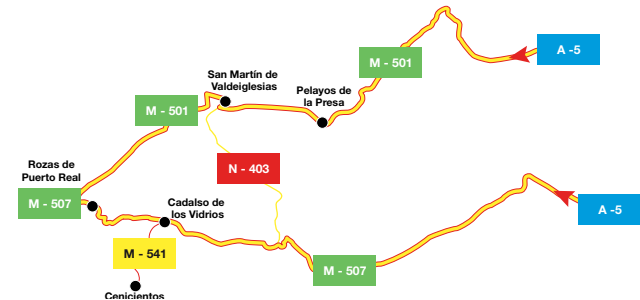 A -5
M - 501
San Martín de
Valdeiglesias
Pelayos de
la Presa
M - 501
N - 403
Rozas de
Puerto Real
M - 507
Cadalso de
los Vidrios
A -5
M - 541
M - 507
Cenicientos